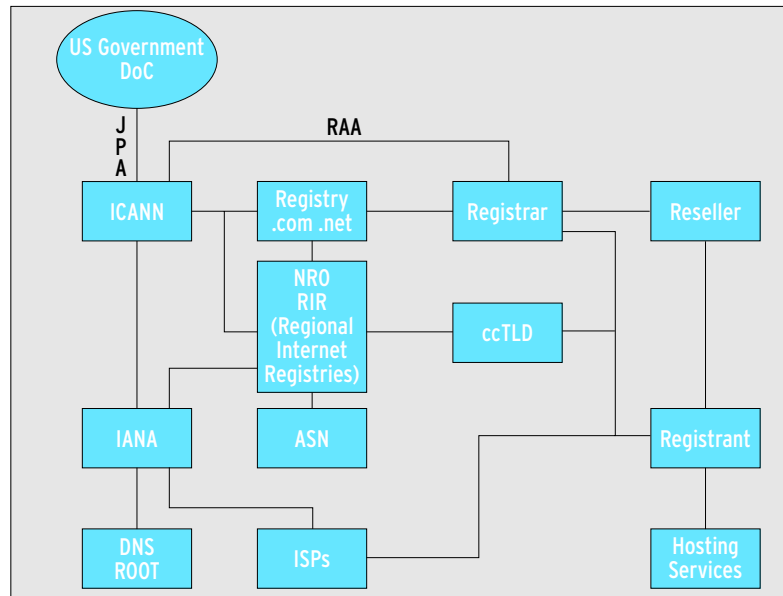 US Government
DoC
J
P
A
RAA
ICANN
Registry
.com .net
Registrar
Reseller
NRO
RIR
(Regional
Internet
Registries)
ccTLD
IANA
ASN
Registrant
DNS
ROOT
ISPs
Hosting
Services